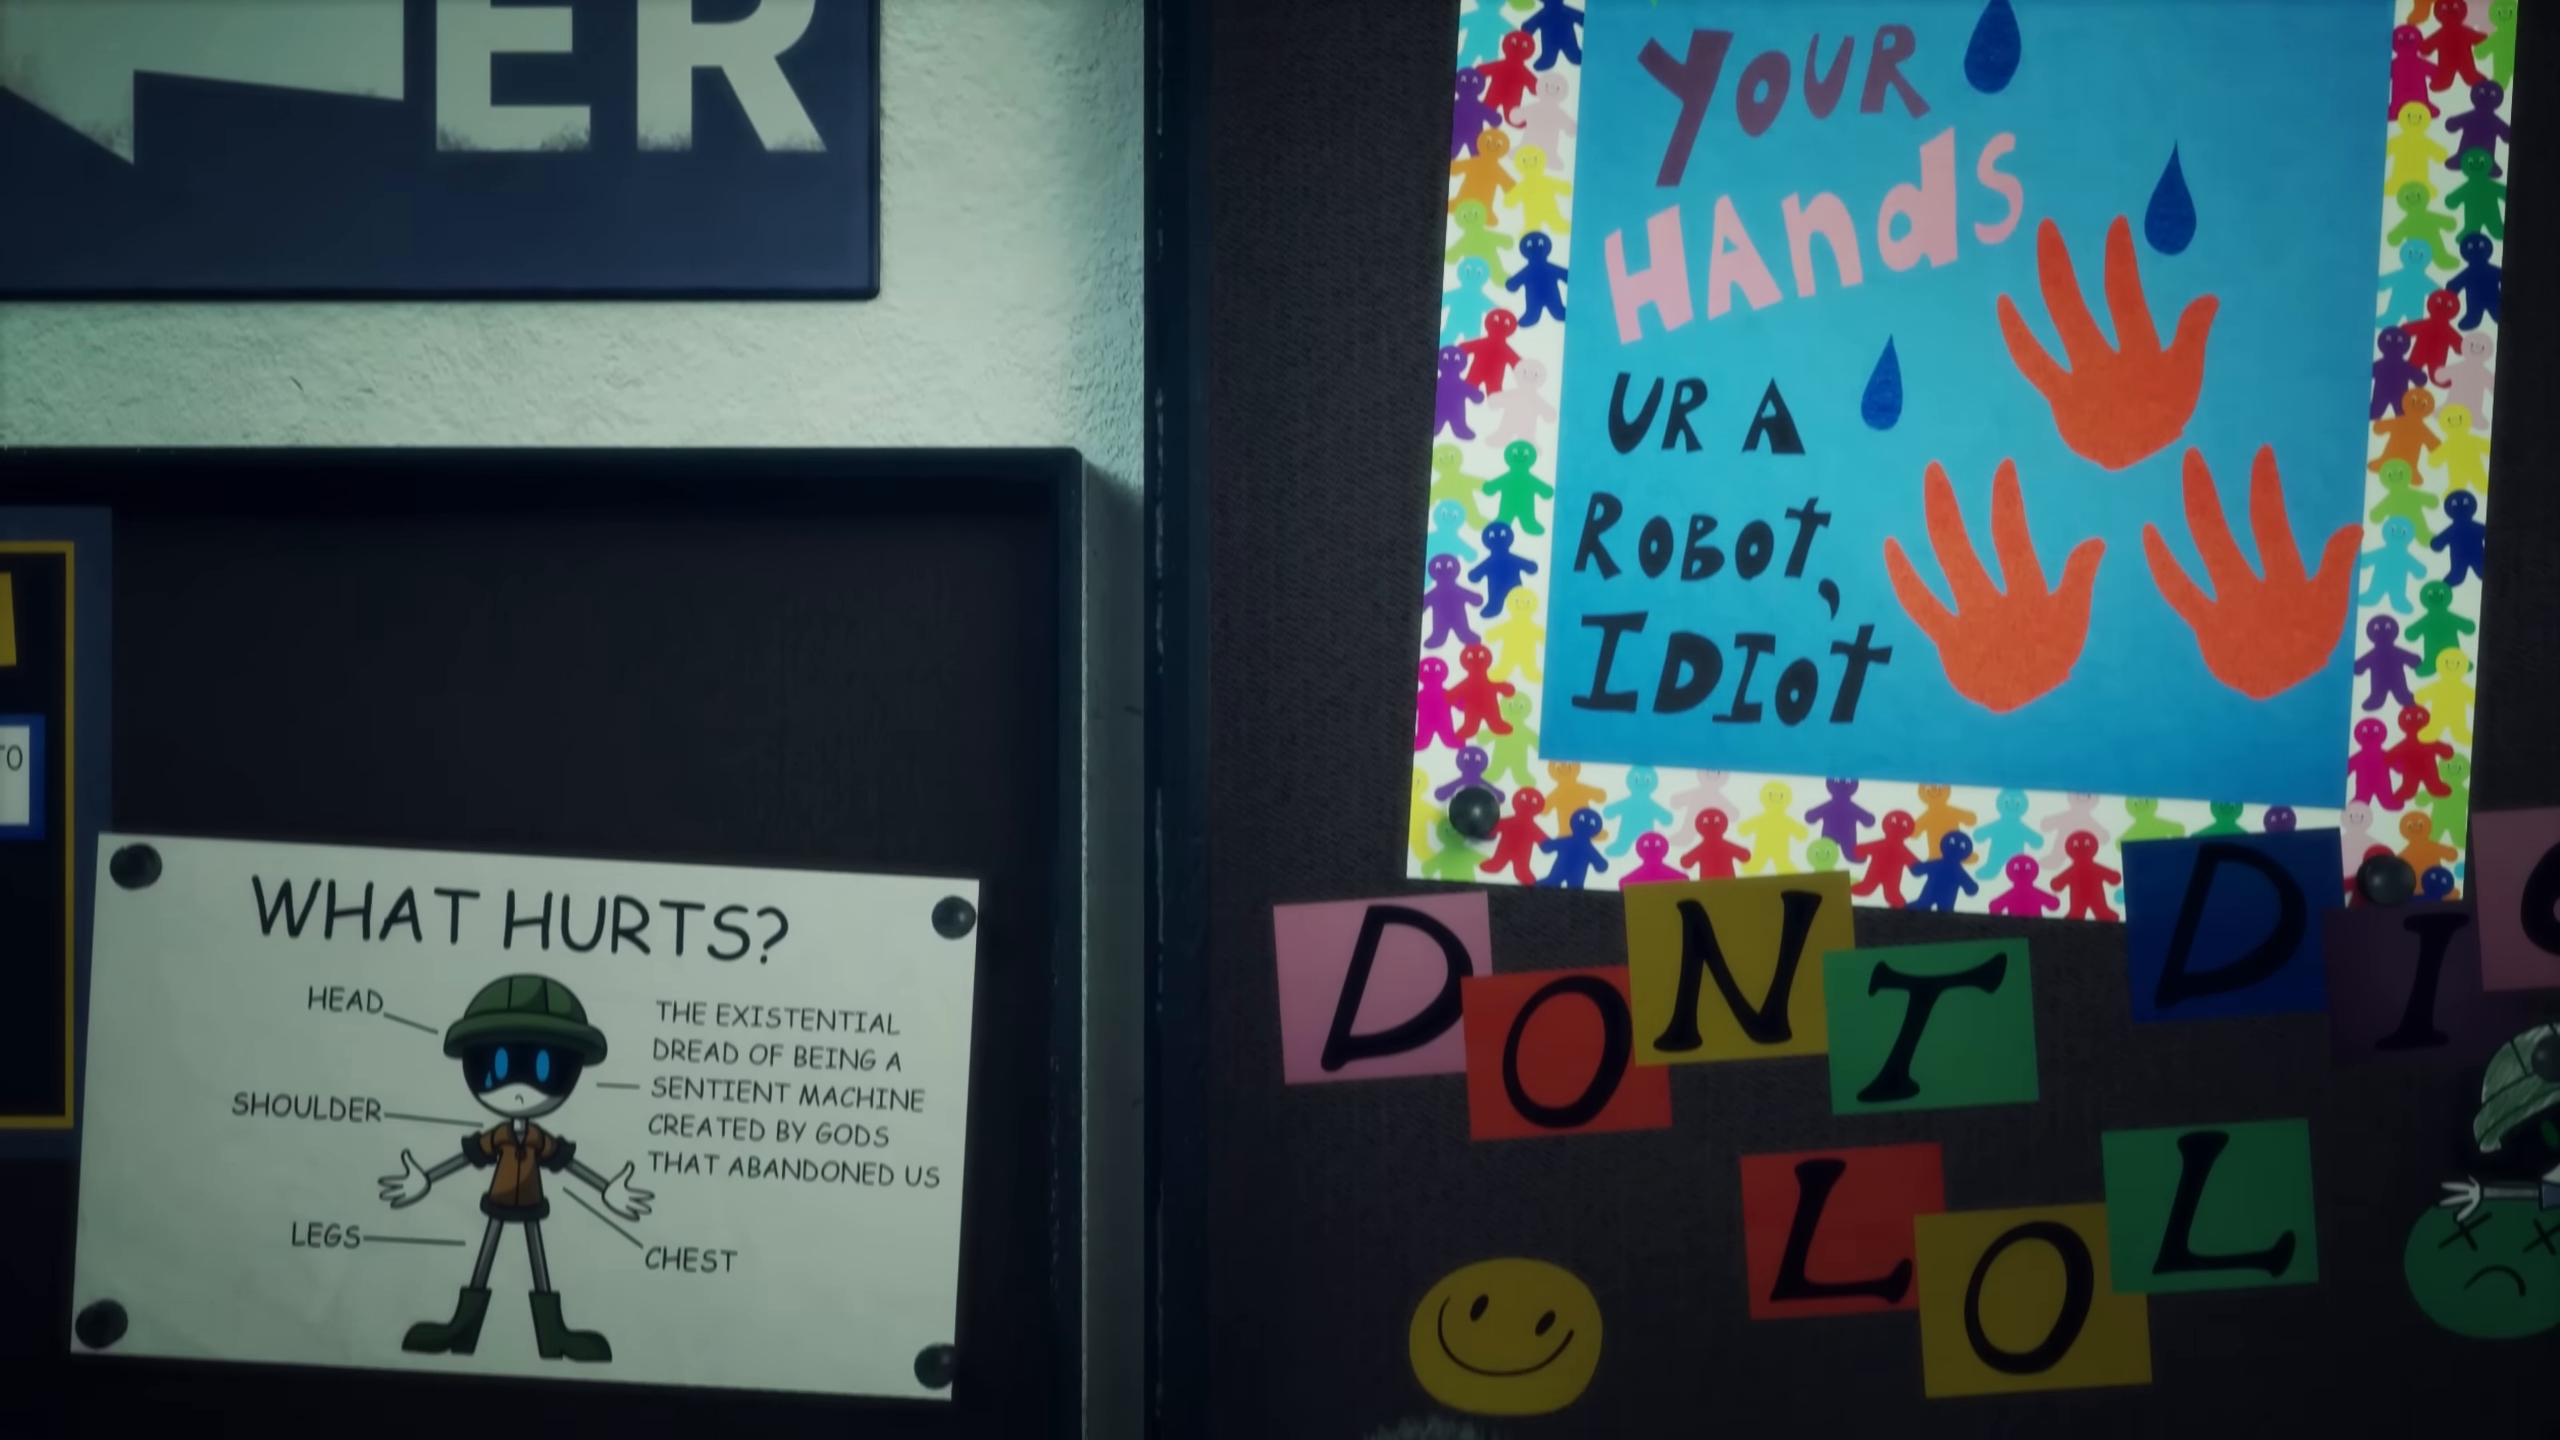 ER
TO
WHAT HURTS?
HEAD
SHOULDER
LEGS
THE EXISTENTIAL
DREAD OF BEING A
SENTIENT MACHINE
CREATED BY GODS
THAT ABANDONED US
CHEST
YOUR
HAndS
UR A
ROBOT,
IDIOT
DONT DI
LOL